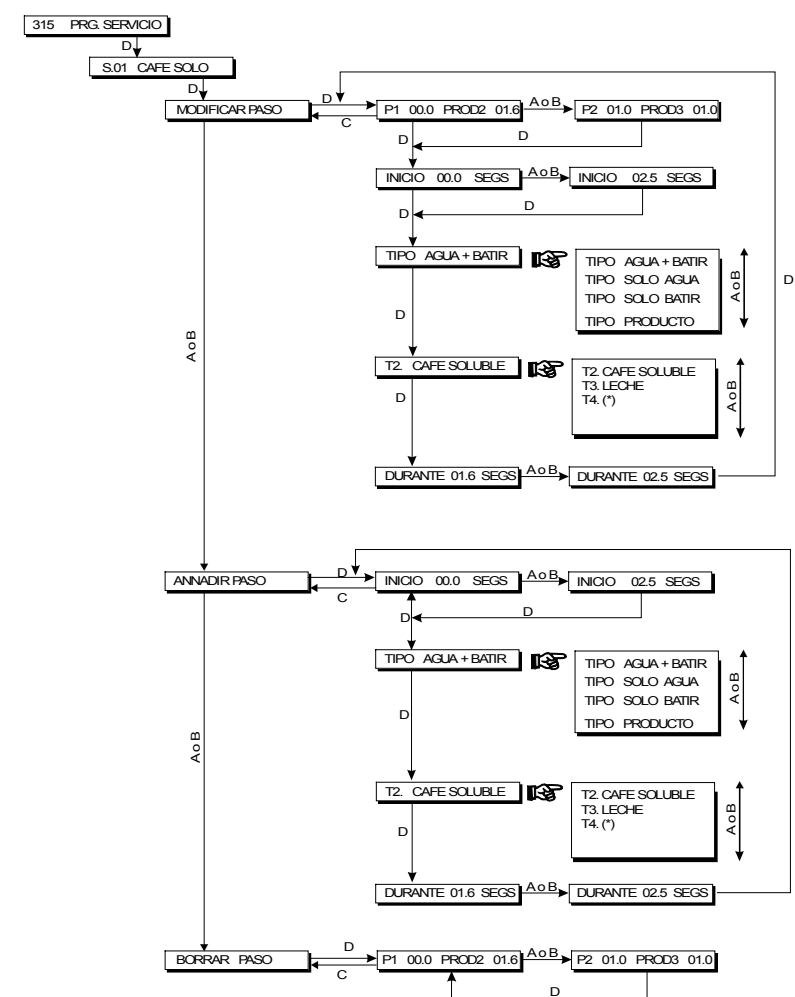 315 PRG. SERVICIO
D
S.01 CAFE SOLO
D
MODIFICAR PASO
D
C
P1 00.0 PROD2 01.6
A o B
P2 01.0 PROD3 01.0
D
D
INICIO 00.0 SEGS
A o B
INICIO 02.5 SEGS
D
D
TIPO AGUA + BATIR
TIPO AGUA + BATIR
TIPO SOLO AGUA
TIPO SOLO BATIR
TIPO PRODUCTO
A o B
D
D
A o B
T2. CAFE SOLUBLE
T2. CAFE SOLUBLE
T3. LECHE
T4. (*)
A o B
D
DURANTE 01.6 SEGS
A o B
DURANTE 02.5 SEGS
ANNADIR PASO
D
C
INICIO 00.0 SEGS
A o B
INICIO 02.5 SEGS
D
D
TIPO AGUA + BATIR
TIPO AGUA + BATIR
TIPO SOLO AGUA
TIPO SOLO BATIR
TIPO PRODUCTO
A o B
D
A o B
T2. CAFE SOLUBLE
T2. CAFE SOLUBLE
T3. LECHE
T4. (*)
A o B
D
DURANTE 01.6 SEGS
A o B
DURANTE 02.5 SEGS
BORRAR PASO
D
C
P1 00.0 PROD2 01.6
A o B
P2 01.0 PROD3 01.0
D